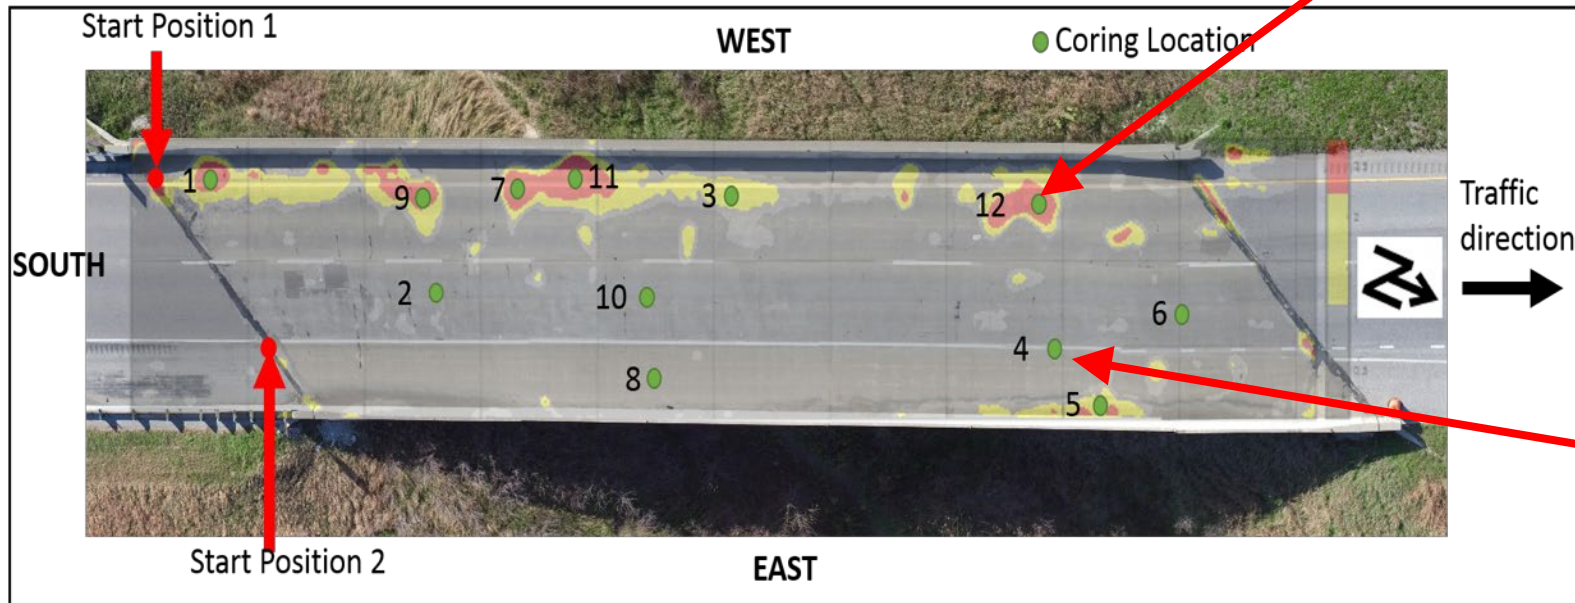 Start Position 1
WEST
Coring Location
1
9
7
11
3
12
Traffic
direction
SOUTH
2
10
6
4
8
5
Start Position 2
EAST